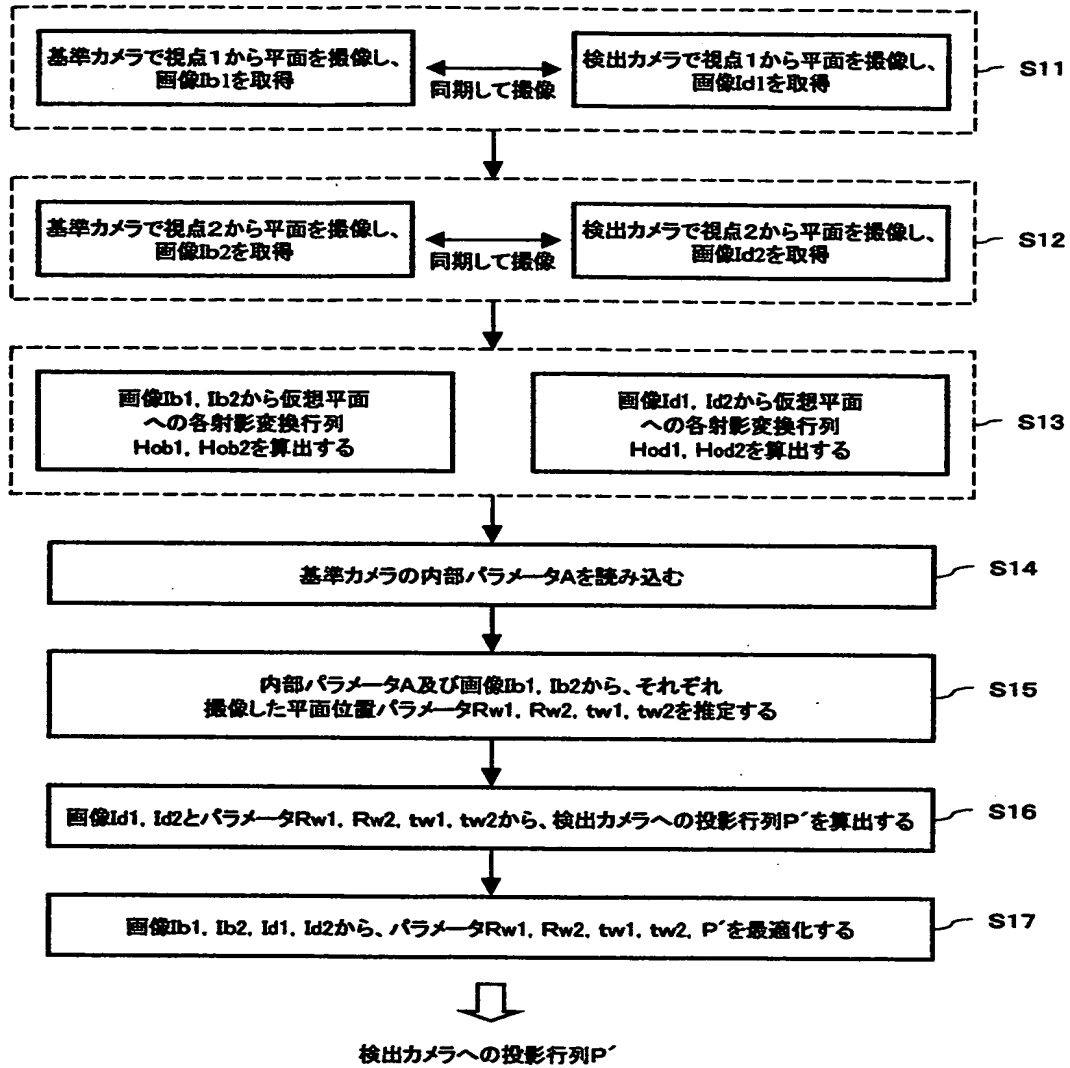 基準カメラで視点1から平面を撮像し、
画像Ib1を取得
同期して撮像
検出カメラで視点1から平面を撮像し、
画像Id1を取得
S11
基準カメラで視点2から平面を撮像し、
画像Ib2を取得
同期して撮像
検出カメラで視点2から平面を撮像し、
画像Id2を取得
S12
画像Ib1, Ib2から仮想平面
への各射影変換行列
Hob1, Hob2を算出する
画像Id1, Id2から仮想平面
への各射影変換行列
Hod1, Hod2を算出する
S13
基準カメラの内部パラメータAを読み込む
S14
内部パラメータA及び画像Ib1, Ib2から、それぞれ
撮像した平面位置パラメータRw1, Rw2, tw1, tw2を推定する
S15
画像Id1, Id2とパラメータRw1, Rw2, tw1, tw2から、検出カメラへの投影行列P´を算出する
S16
画像Ib1, Ib2, Id1, Id2から、パラメータRw1, Rw2, tw1, tw2, P´を最適化する
S17
検出カメラへの投影行列P´